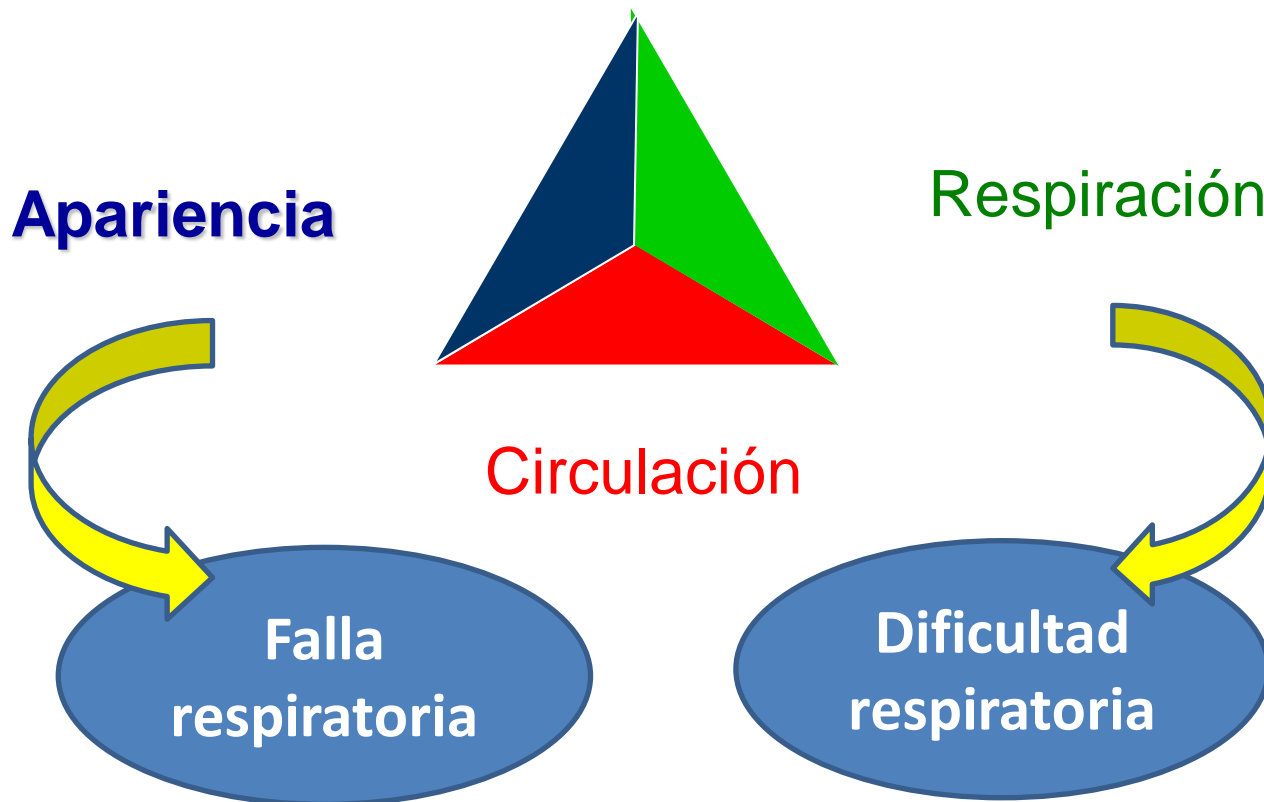 Apariencia
Respiración
Circulación
Falla
respiratoria
Dificultad
respiratoria